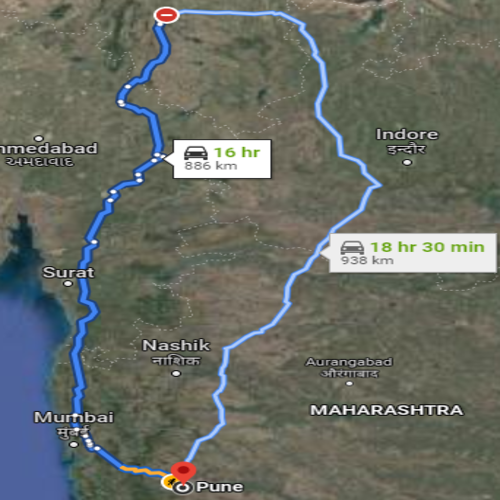 Indore
इन्दौर
hmedabad
અમદાવાદ
16 hr
886 km
18 hr 30 min
938 km
Surat
Nashik
नाशिक
Aurangabad
औरंगाबाद
MAHARASHTRA
Mumbai
मुंबई
Pune